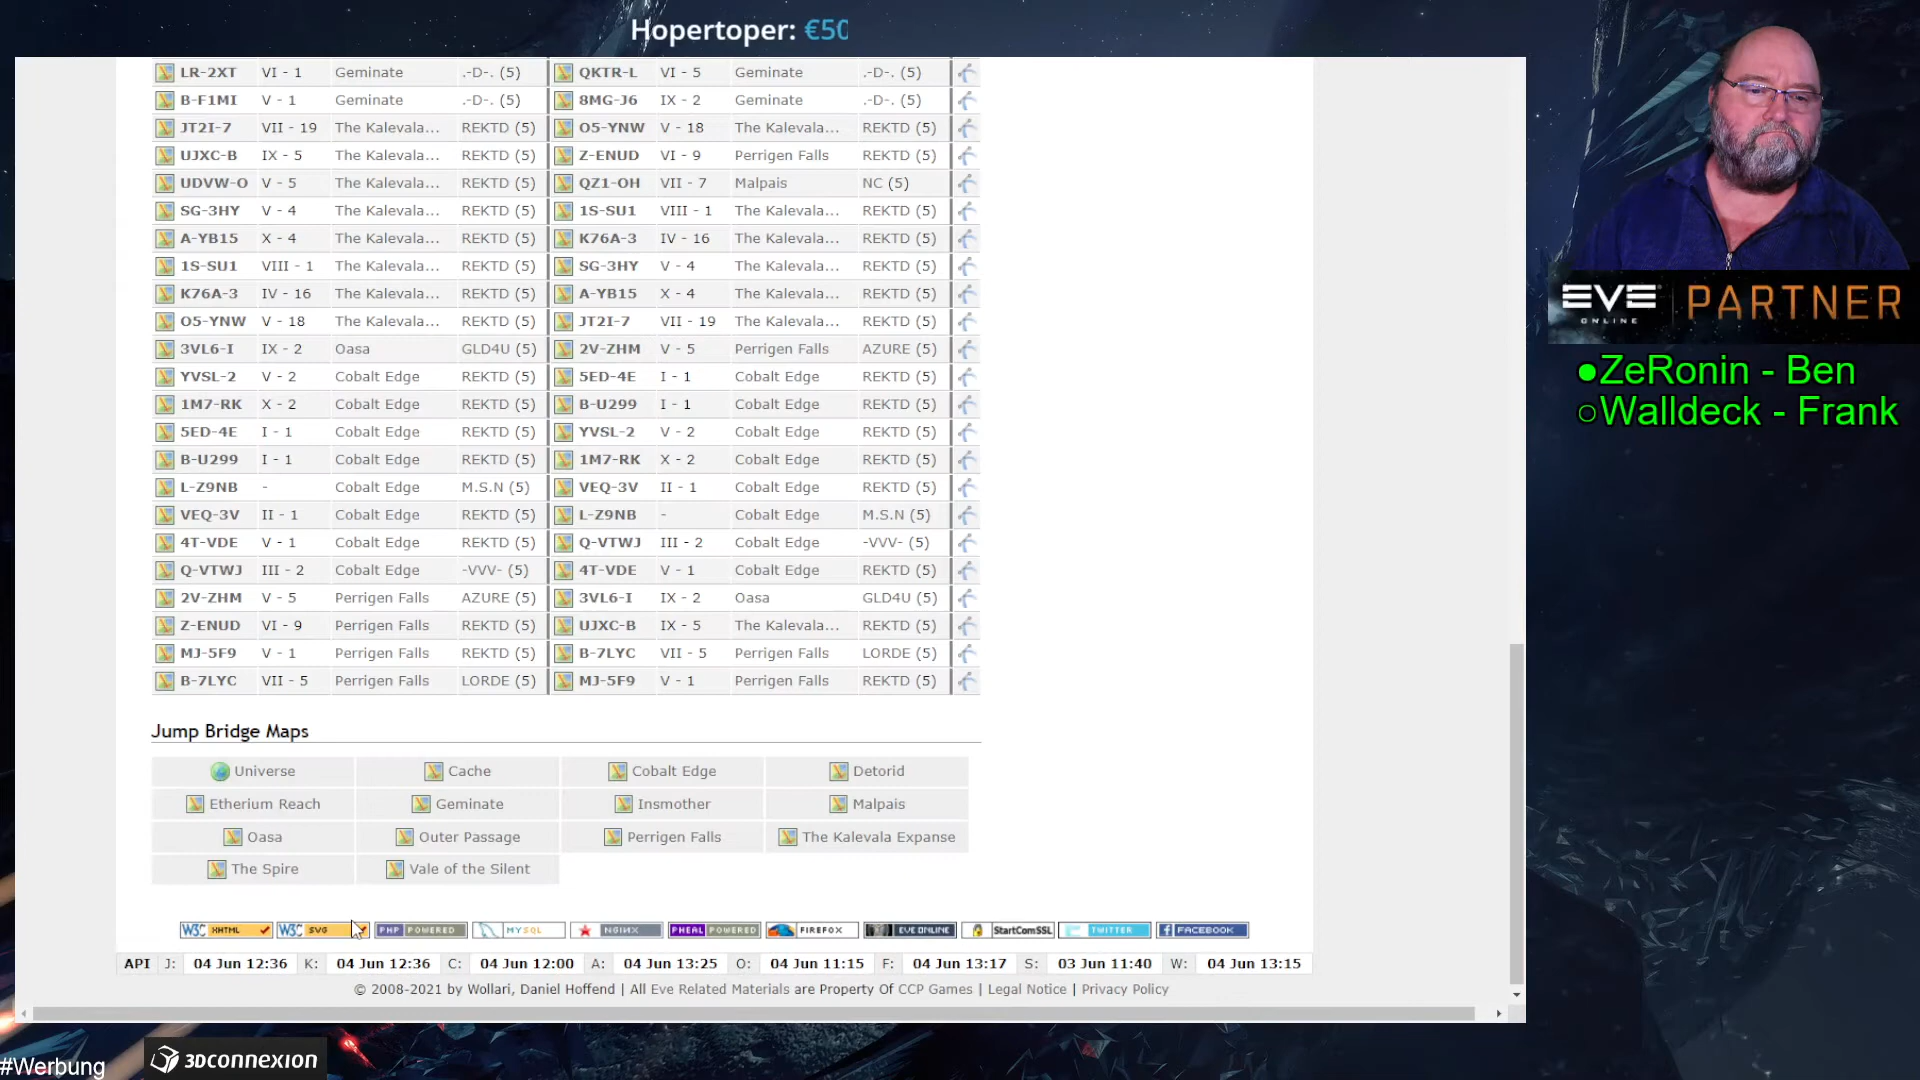 Hopertoper: €50
LR-2XT VI - 1 Geminate .-D-. (5) QKTR-L VI - 5 Geminate .-D-. (5)
B-F1MI V - 1 Geminate .-D-. (5) 8MG-J6 IX - 2 Geminate .-D-. (5)
JT2I-7 VII - 19 The Kalevala... REKTD (5) O5-YNW V - 18 The Kalevala... REKTD (5)
UJXC-B IX - 5 The Kalevala... REKTD (5) Z-ENUD VI - 9 Perrigen Falls REKTD (5)
UDVW-O V - 5 The Kalevala... REKTD (5) QZ1-OH VII - 7 Malpais NC (5)
SG-3HY V - 4 The Kalevala... REKTD (5) 1S-SU1 VIII - 1 The Kalevala... REKTD (5)
A-YB15 X - 4 The Kalevala... REKTD (5) K76A-3 IV - 16 The Kalevala... REKTD (5)
1S-SU1 VIII - 1 The Kalevala... REKTD (5) SG-3HY V - 4 The Kalevala... REKTD (5)
K76A-3 IV - 16 The Kalevala... REKTD (5) A-YB15 X - 4 The Kalevala... REKTD (5)
O5-YNW V - 18 The Kalevala... REKTD (5) JT2I-7 VII - 19 The Kalevala... REKTD (5)
3VL6-I IX - 2 Oasa GLD4U (5) 2V-ZHM V - 5 Perrigen Falls AZURE (5)
YVSL-2 V - 2 Cobalt Edge REKTD (5) 5ED-4E I - 1 Cobalt Edge REKTD (5)
1M7-RK X - 2 Cobalt Edge REKTD (5) B-U299 I - 1 Cobalt Edge REKTD (5)
5ED-4E I - 1 Cobalt Edge REKTD (5) YVSL-2 V - 2 Cobalt Edge REKTD (5)
B-U299 I - 1 Cobalt Edge REKTD (5) 1M7-RK X - 2 Cobalt Edge REKTD (5)
L-Z9NB - Cobalt Edge M.S.N (5) VEQ-3V II - 1 Cobalt Edge REKTD (5)
VEQ-3V II - 1 Cobalt Edge REKTD (5) L-Z9NB - Cobalt Edge M.S.N (5)
4T-VDE V - 1 Cobalt Edge REKTD (5) Q-VTWJ III - 2 Cobalt Edge -VVV- (5)
Q-VTWJ III - 2 Cobalt Edge -VVV- (5) 4T-VDE V - 1 Cobalt Edge REKTD (5)
2V-ZHM V - 5 Perrigen Falls AZURE (5) 3VL6-I IX - 2 Oasa GLD4U (5)
Z-ENUD VI - 9 Perrigen Falls REKTD (5) UJXC-B IX - 5 The Kalevala... REKTD (5)
MJ-5F9 V - 1 Perrigen Falls REKTD (5) B-7LYC VII - 5 Perrigen Falls LORDE (5)
B-7LYC VII - 5 Perrigen Falls LORDE (5) MJ-5F9 V - 1 Perrigen Falls REKTD (5)
Jump Bridge Maps
Universe Cache Cobalt Edge Detorid
Etherium Reach Geminate Insmother Malpais
Oasa Outer Passage Perrigen Falls The Kalevala Expanse
The Spire Vale of the Silent
W3C XHTML W3C SVG PHP POWERED MYSQL NGINX PHEAL POWERED FIREFOX EVE ONLINE StartComSSL TWITTER FACEBOOK
API J: 04 Jun 12:36 K: 04 Jun 12:36 C: 04 Jun 12:00 A: 04 Jun 13:25 O: 04 Jun 11:15 F: 04 Jun 13:17 S: 03 Jun 11:40 W: 04 Jun 13:15
© 2008-2021 by Wollari, Daniel Hoffend | All Eve Related Materials are Property Of CCP Games | Legal Notice | Privacy Policy
EVE ONLINE PARTNER
ZeRonin - Ben
Walldeck - Frank
#Werbung 3DCONNEXION